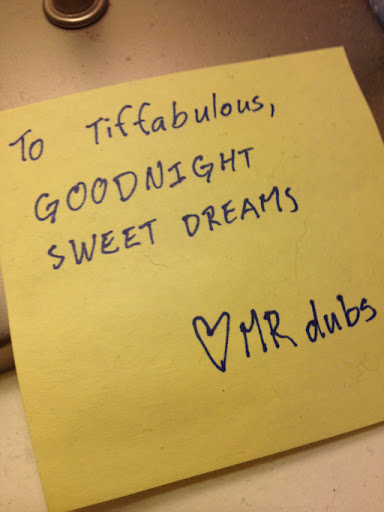 To Tiffabulous,
GOODNIGHT
SWEET DREAMS
♡MR dubs